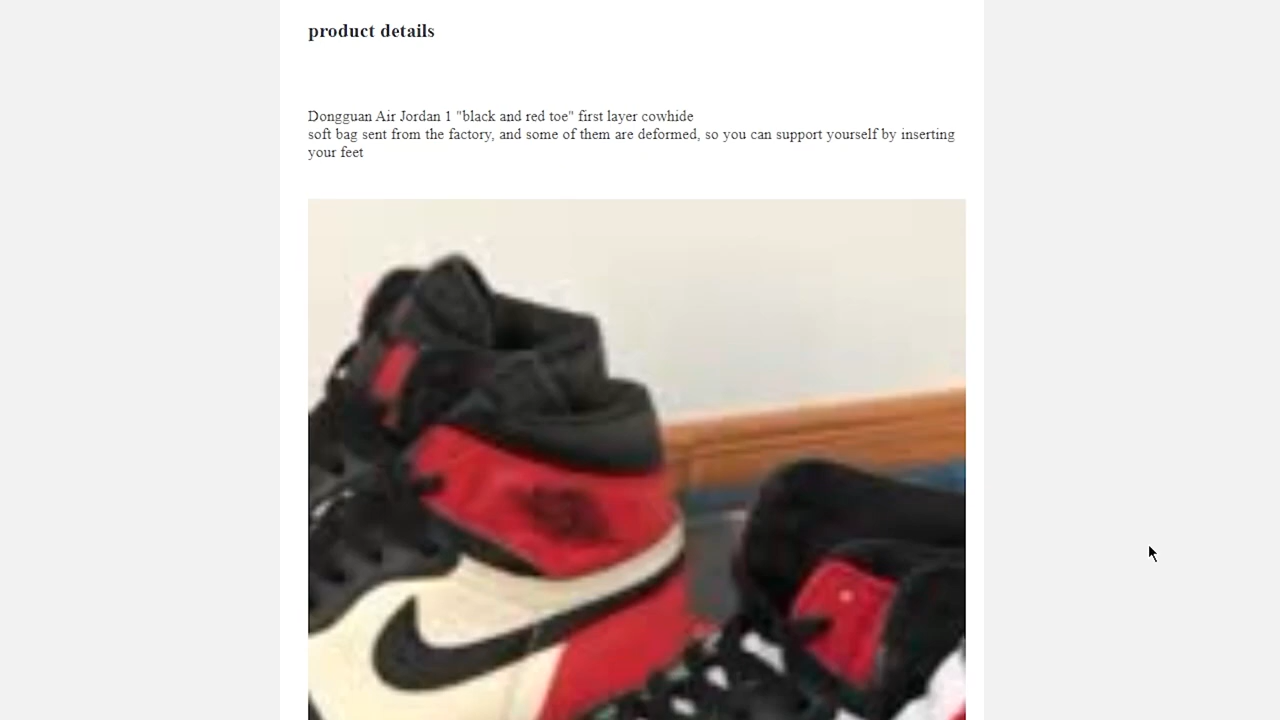 product details
Dongguan Air Jordan 1 "black and red toe" first layer cowhide
soft bag sent from the factory, and some of them are deformed, so you can support yourself by inserting
your feet